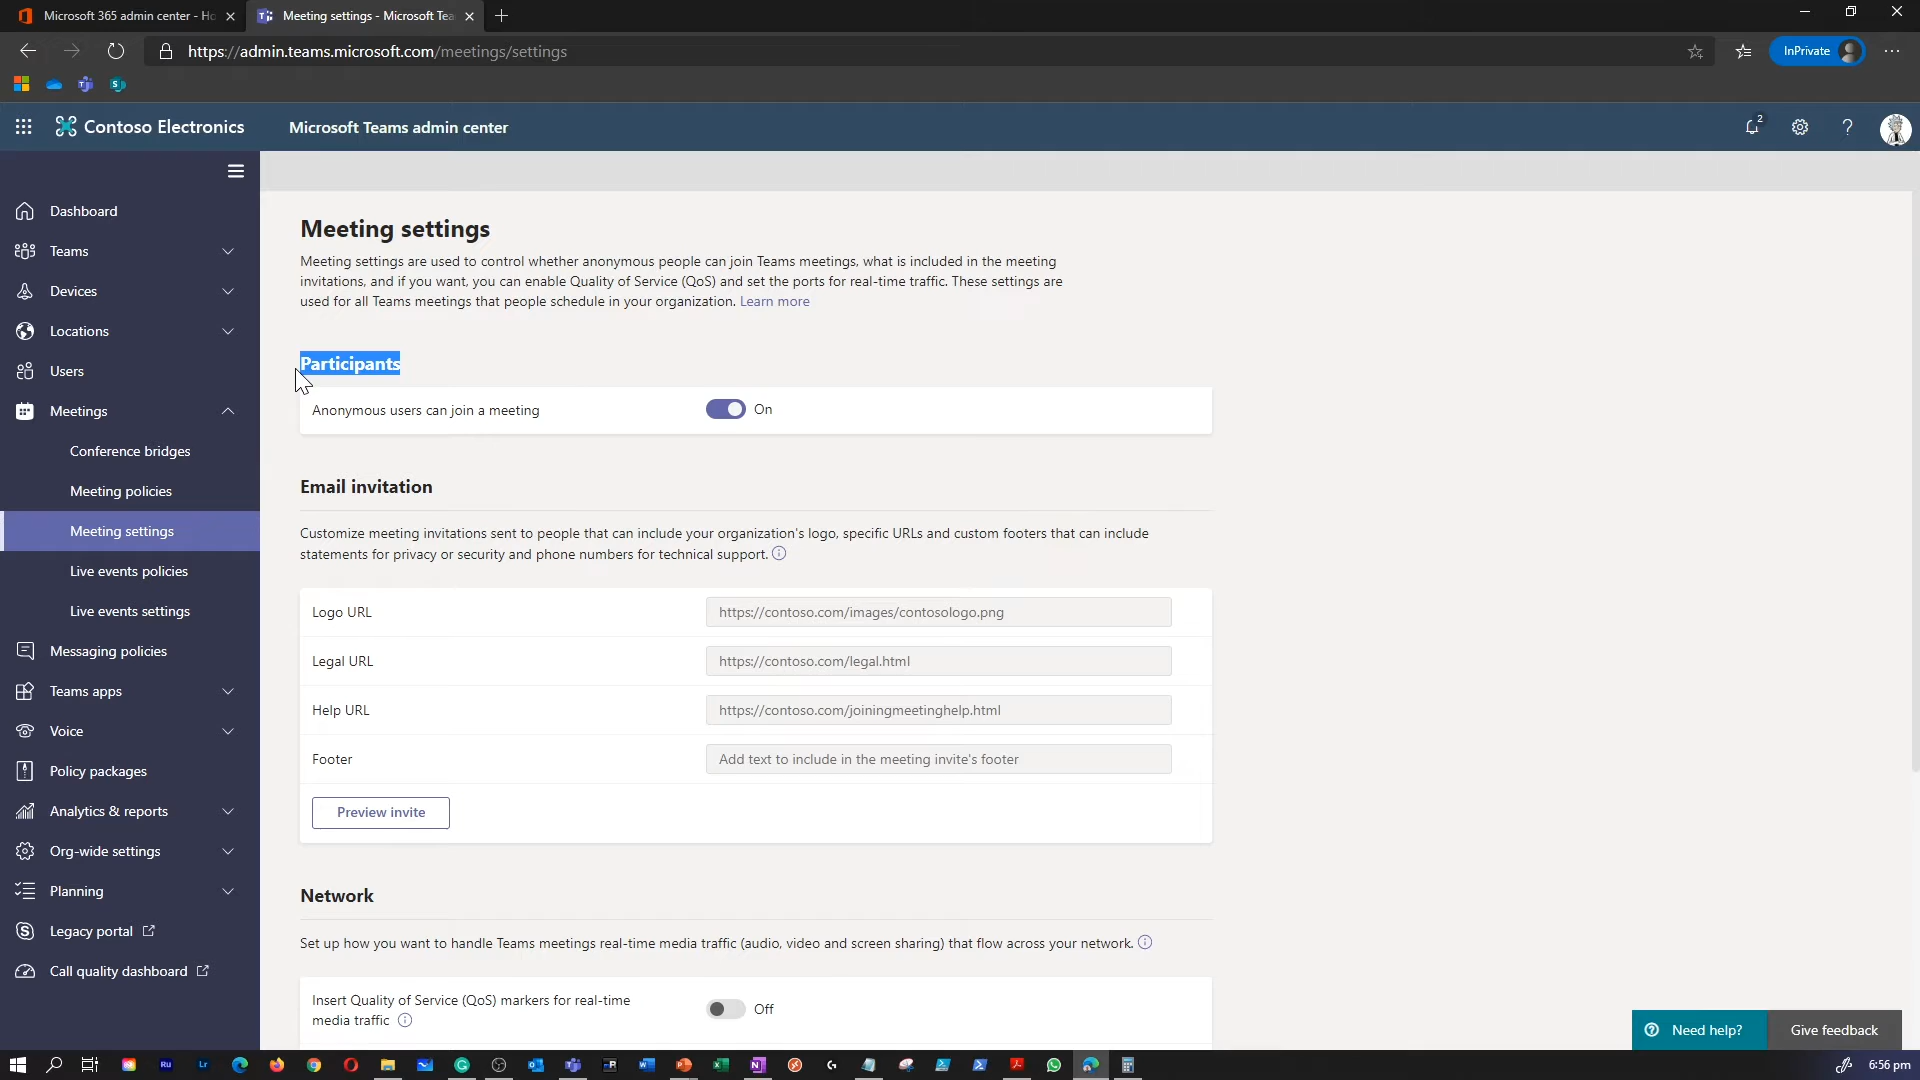 Microsoft 365 admin center - Ho
Meeting settings - Microsoft Tea
https://admin.teams.microsoft.com/meetings/settings
InPrivate
Contoso Electronics
Microsoft Teams admin center
2
Dashboard
Teams
Devices
Locations
Users
Meetings
Conference bridges
Meeting policies
Meeting settings
Live events policies
Live events settings
Messaging policies
Teams apps
Voice
Policy packages
Analytics & reports
Org-wide settings
Planning
Legacy portal
Call quality dashboard
Meeting settings
Meeting settings are used to control whether anonymous people can join Teams meetings, what is included in the meeting
invitations, and if you want, you can enable Quality of Service (QoS) and set the ports for real-time traffic. These settings are
used for all Teams meetings that people schedule in your organization. Learn more
Participants
Anonymous users can join a meeting On
Email invitation
Customize meeting invitations sent to people that can include your organization's logo, specific URLs and custom footers that can include
statements for privacy or security and phone numbers for technical support.
Logo URL https://contoso.com/images/contosologo.png
Legal URL https://contoso.com/legal.html
Help URL https://contoso.com/joiningmeetinghelp.html
Footer Add text to include in the meeting invite's footer
Preview invite
Network
Set up how you want to handle Teams meetings real-time media traffic (audio, video and screen sharing) that flow across your network.
Insert Quality of Service (QoS) markers for real-time
media traffic
Off
Need help?
Give feedback
6:56 pm